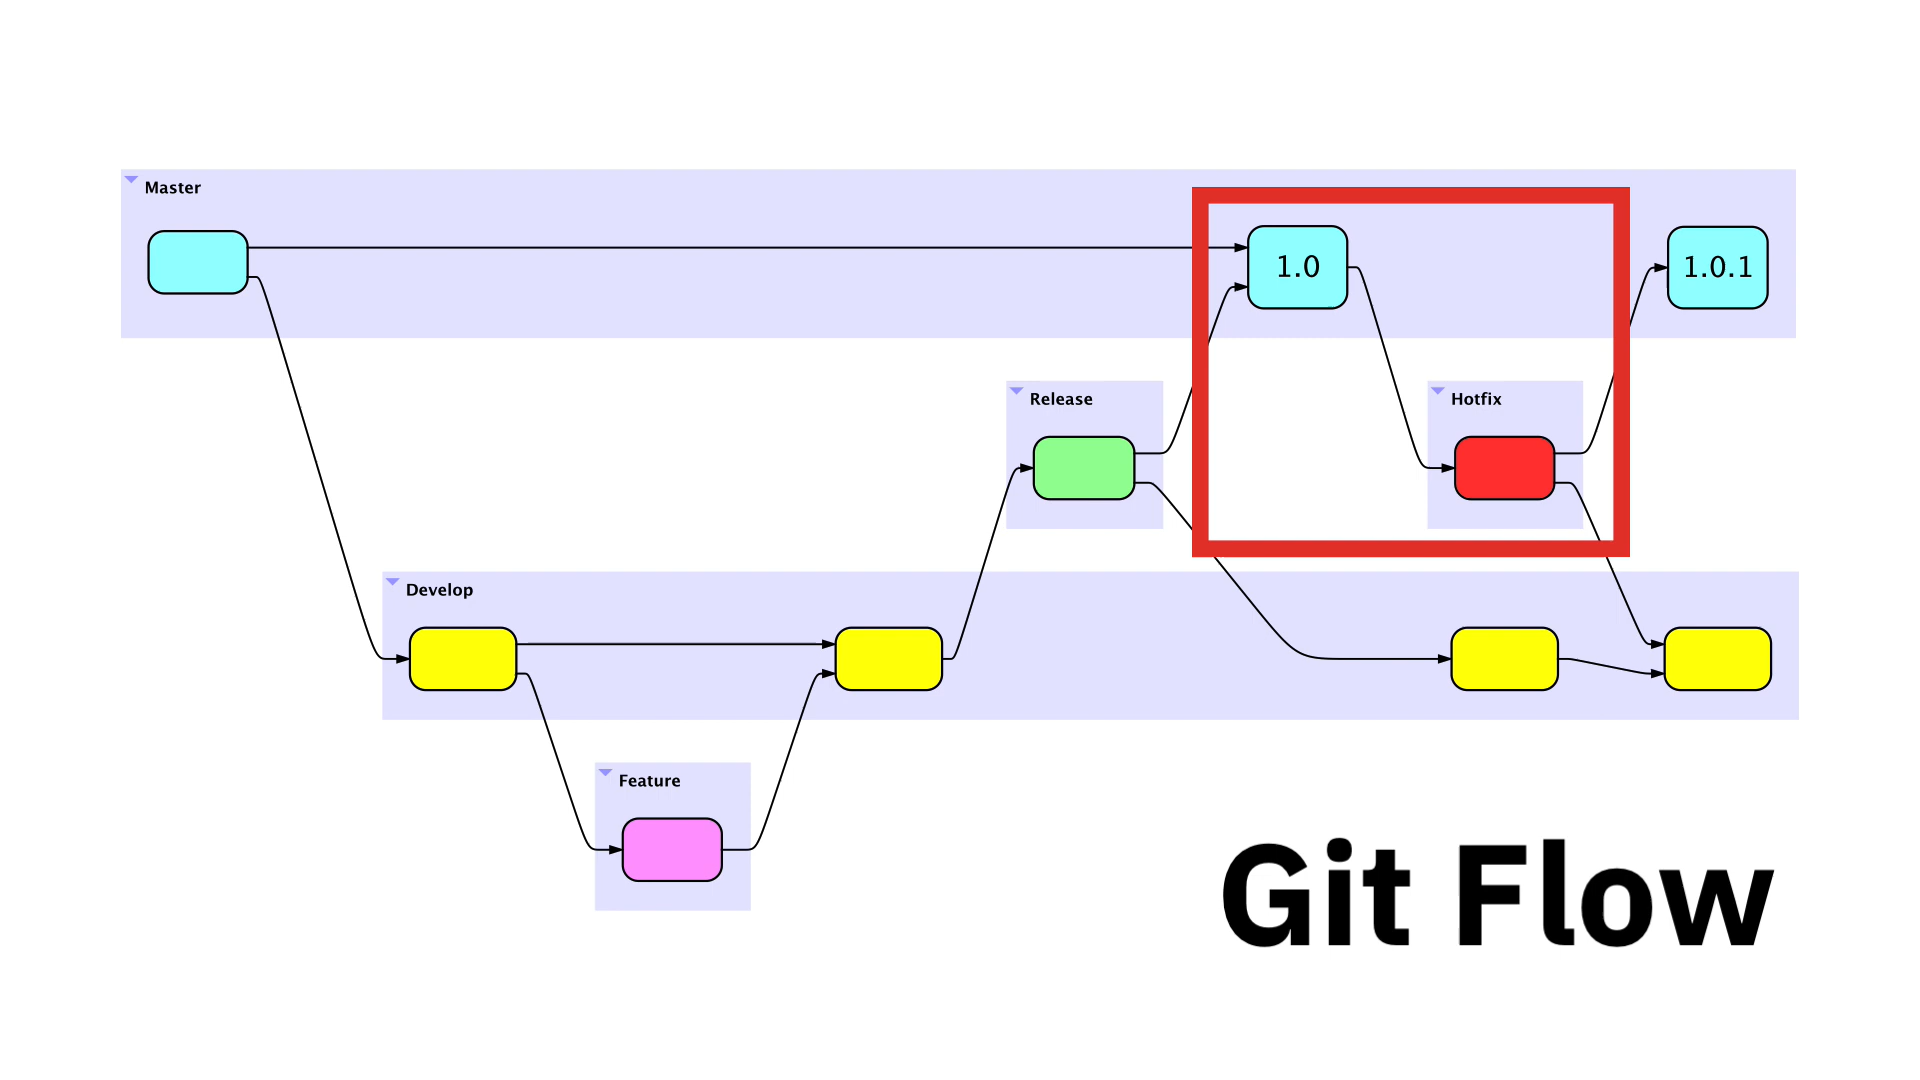 Master
1.0
1.0.1
Release
Hotfix
Develop
Feature
Git Flow